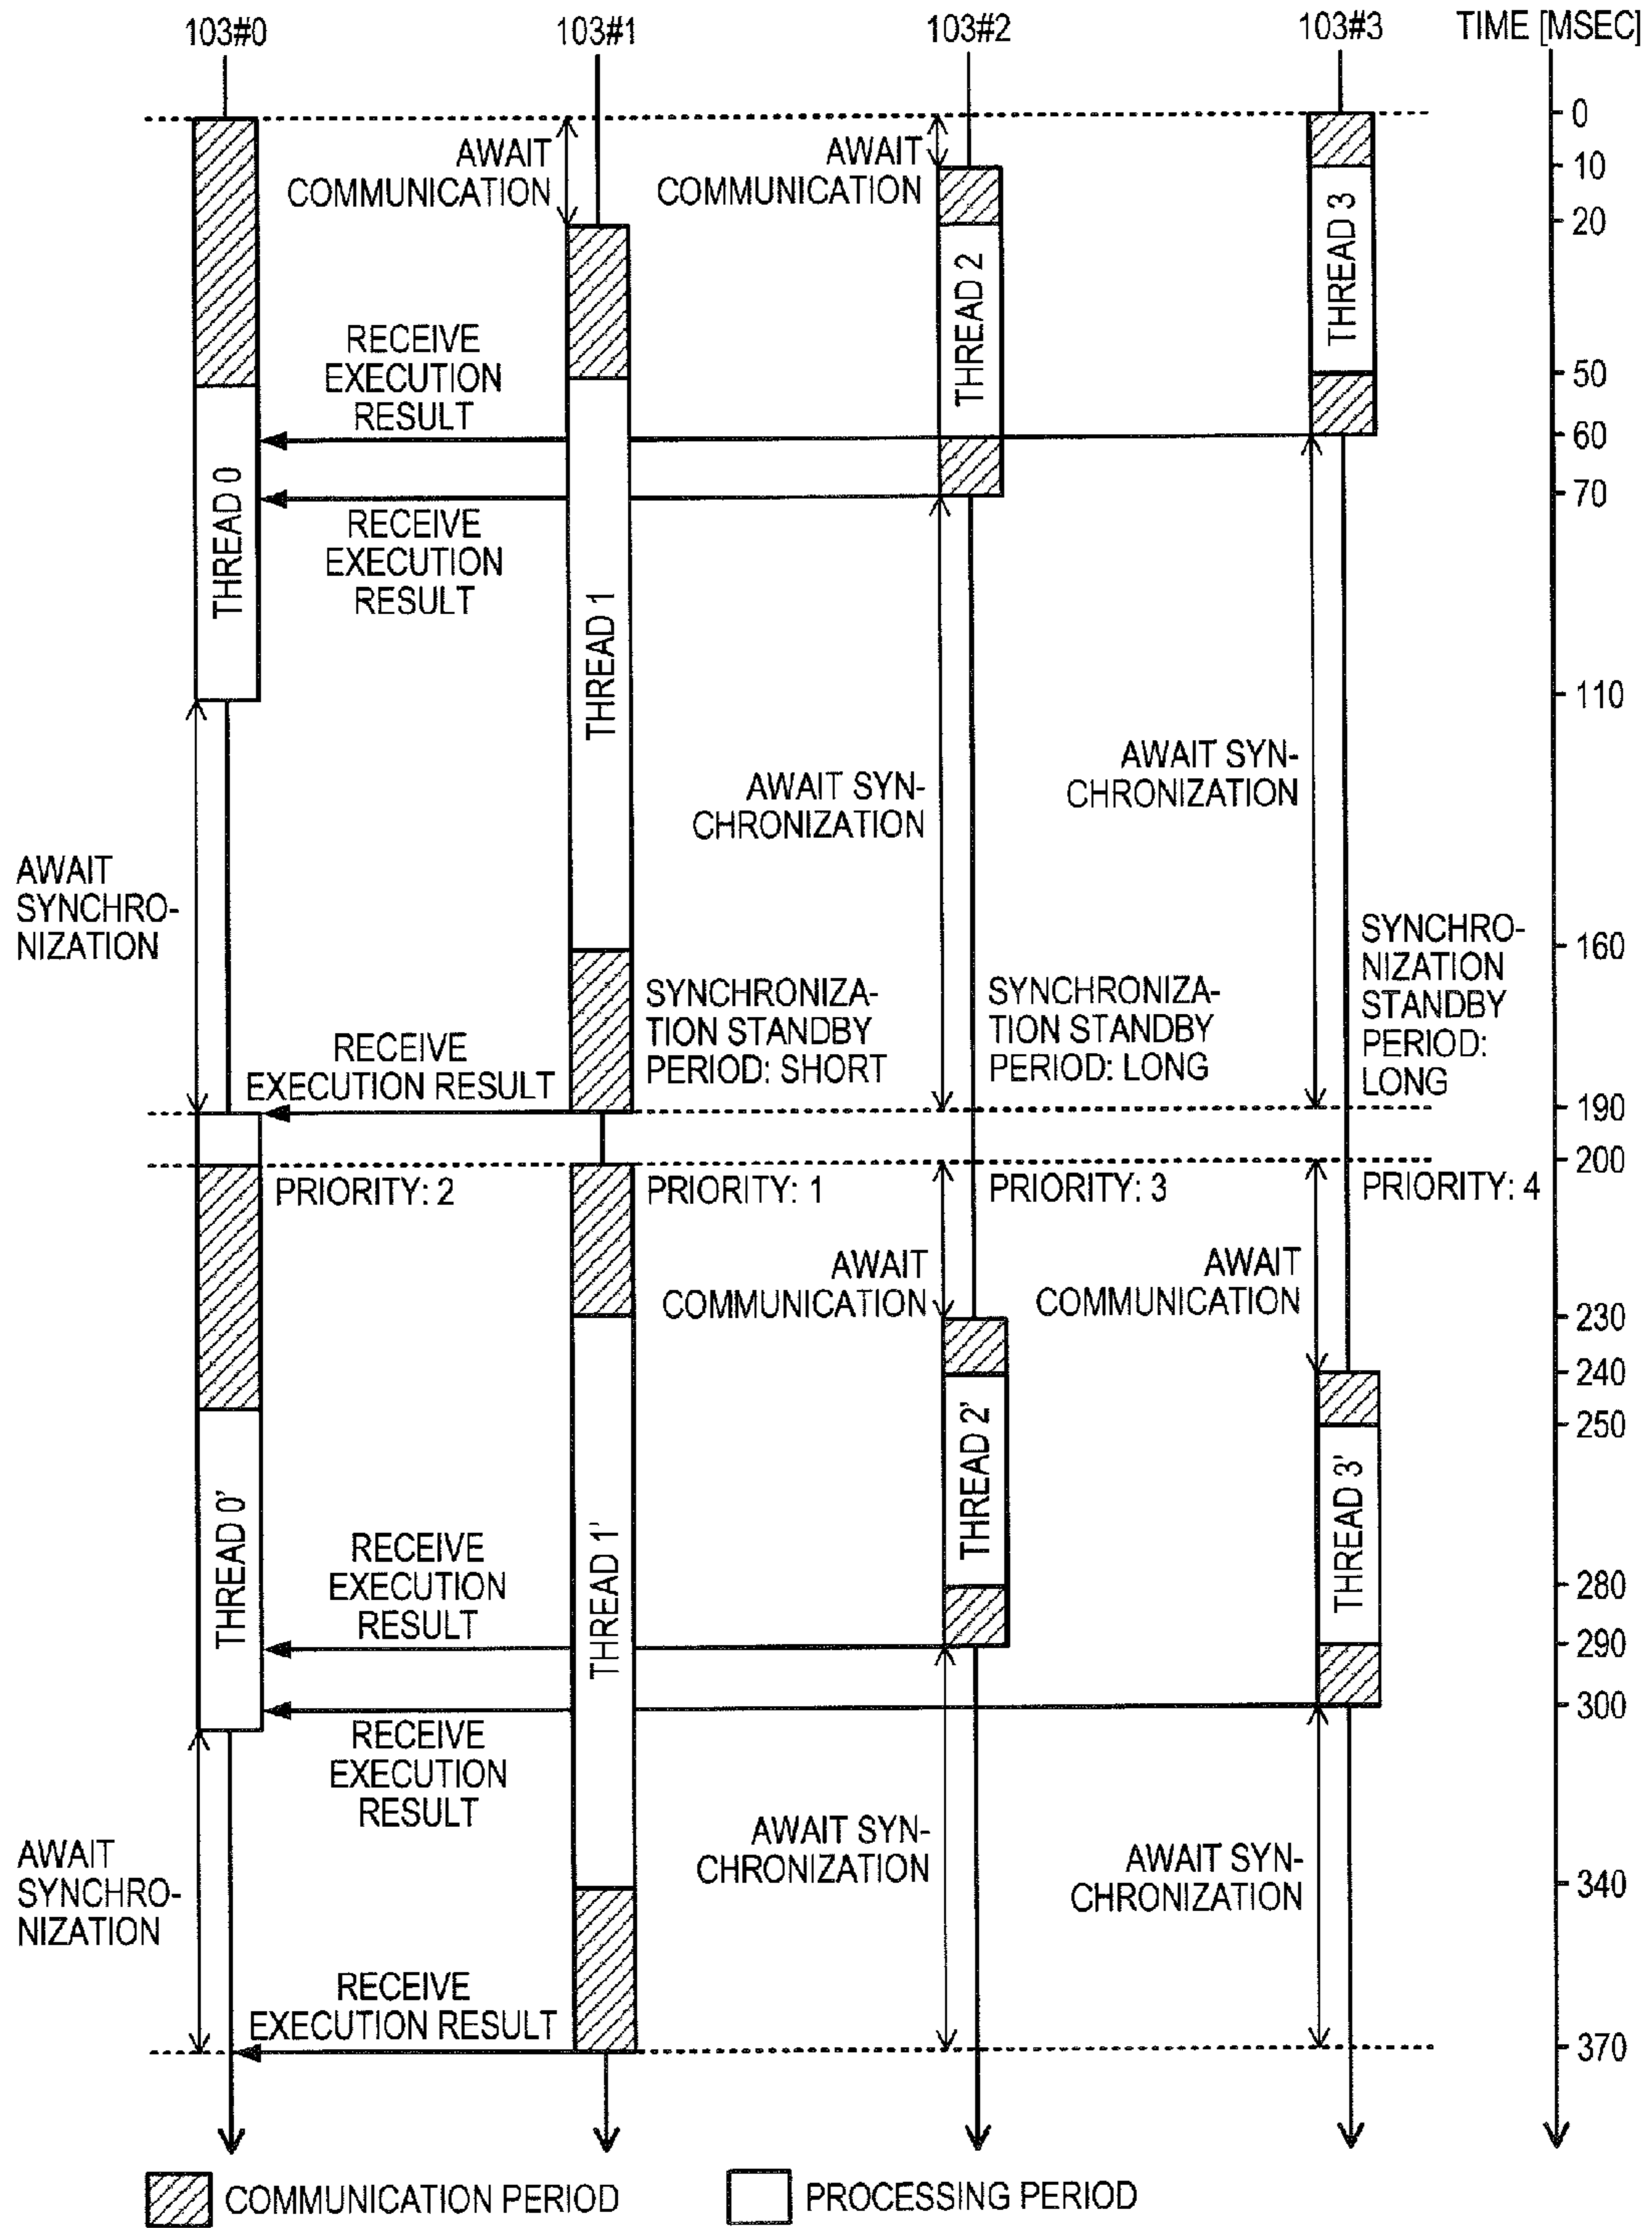 103#0
103#1
103#2
103#3
TIME [MSEC]
0
AWAIT
COMMUNICATION
AWAIT
COMMUNICATION
10
20
THREAD 3
THREAD 2
RECEIVE
EXECUTION
RESULT
50
60
THREAD 0
70
RECEIVE
EXECUTION
RESULT
THREAD 1
110
AWAIT SYN-
CHRONIZATION
AWAIT SYN-
CHRONIZATION
AWAIT
SYNCHRO-
NIZATION
160
SYNCHRO-
NIZATION
STANDBY
PERIOD:
LONG
SYNCHRONIZA-
TION STANDBY
PERIOD: SHORT
SYNCHRONIZA-
TION STANDBY
PERIOD: LONG
RECEIVE
EXECUTION RESULT
190
200
PRIORITY: 2
PRIORITY: 1
PRIORITY: 3
PRIORITY: 4
AWAIT
COMMUNICATION
AWAIT
COMMUNICATION
230
240
250
THREAD 2'
THREAD 3'
THREAD 0'
THREAD 1'
RECEIVE
EXECUTION
RESULT
280
290
300
RECEIVE
EXECUTION
RESULT
AWAIT SYN-
CHRONIZATION
AWAIT SYN-
CHRONIZATION
AWAIT
SYNCHRO-
NIZATION
340
RECEIVE
EXECUTION RESULT
370
COMMUNICATION PERIOD
PROCESSING PERIOD